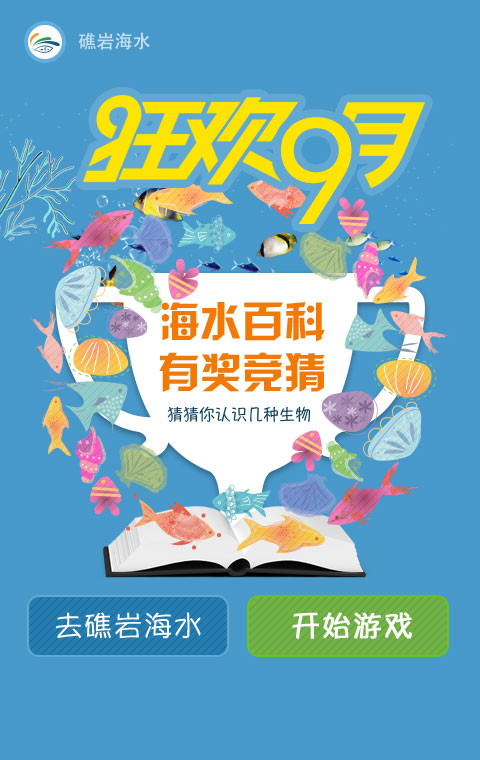 礁岩海水
狂欢9月
海水百科
有奖竞猜
猜猜你认识几种生物
去礁岩海水
开始游戏